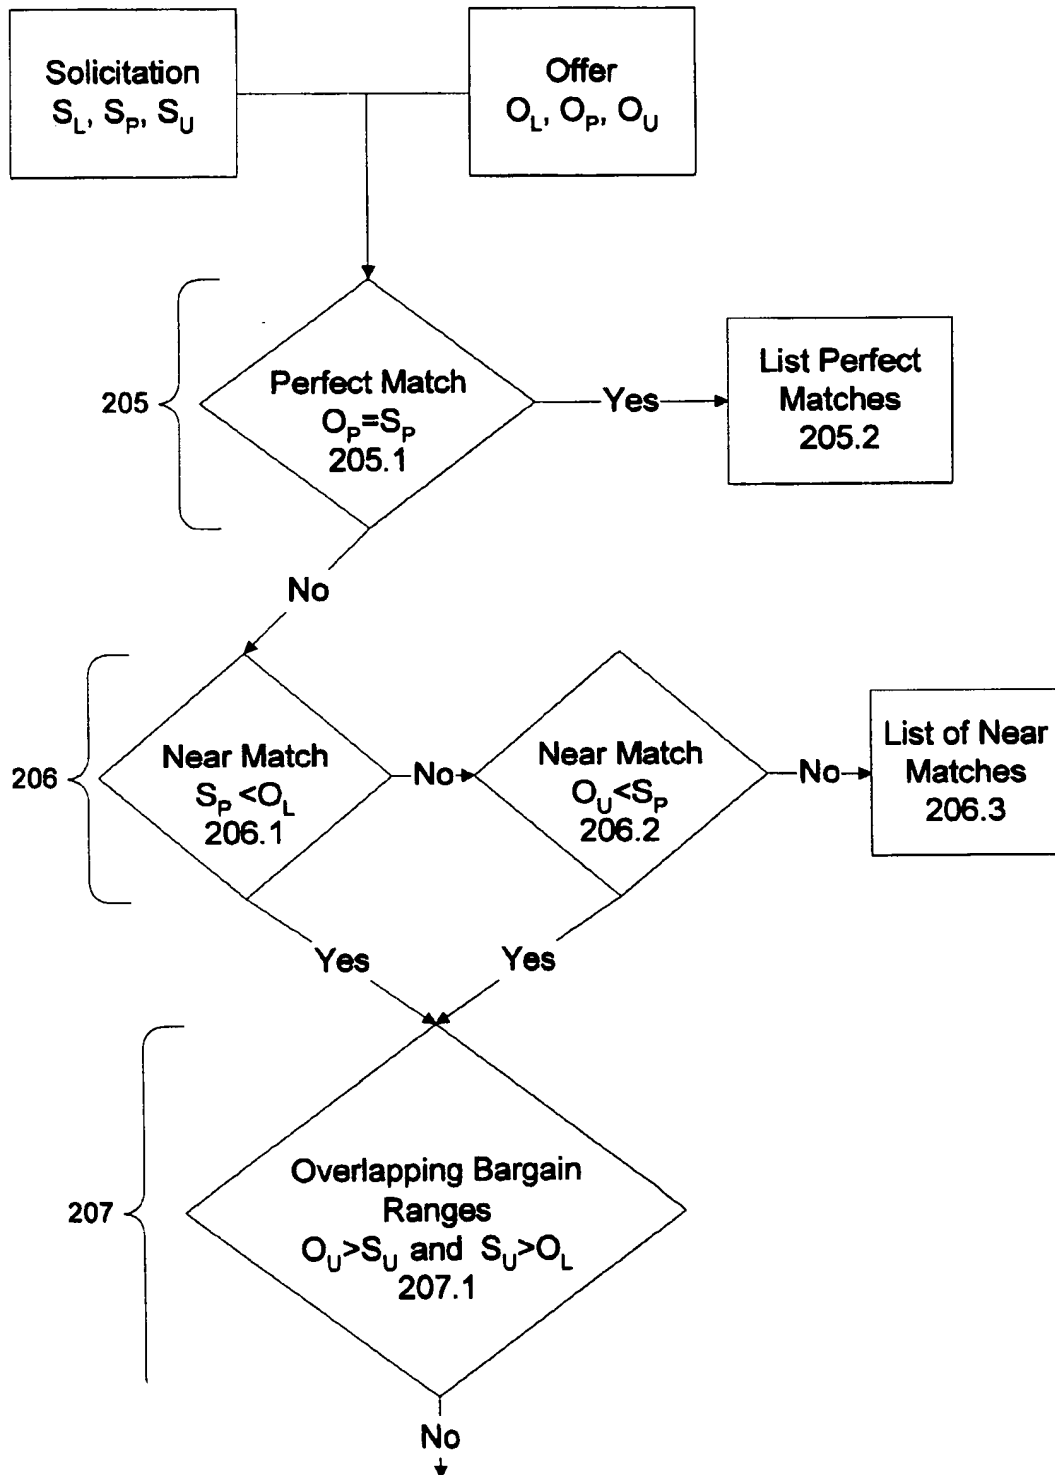 Solicitation
S_L, S_P, S_U
Offer
O_L, O_P, O_U
205
Perfect Match
O_P=S_P
205.1
Yes
List Perfect
Matches
205.2
No
206
Near Match
S_P <O_L
206.1
No
Near Match
O_U<S_P
206.2
No
List of Near
Matches
206.3
Yes
Yes
207
Overlapping Bargain
Ranges
O_U>S_U and S_U>O_L
207.1
No